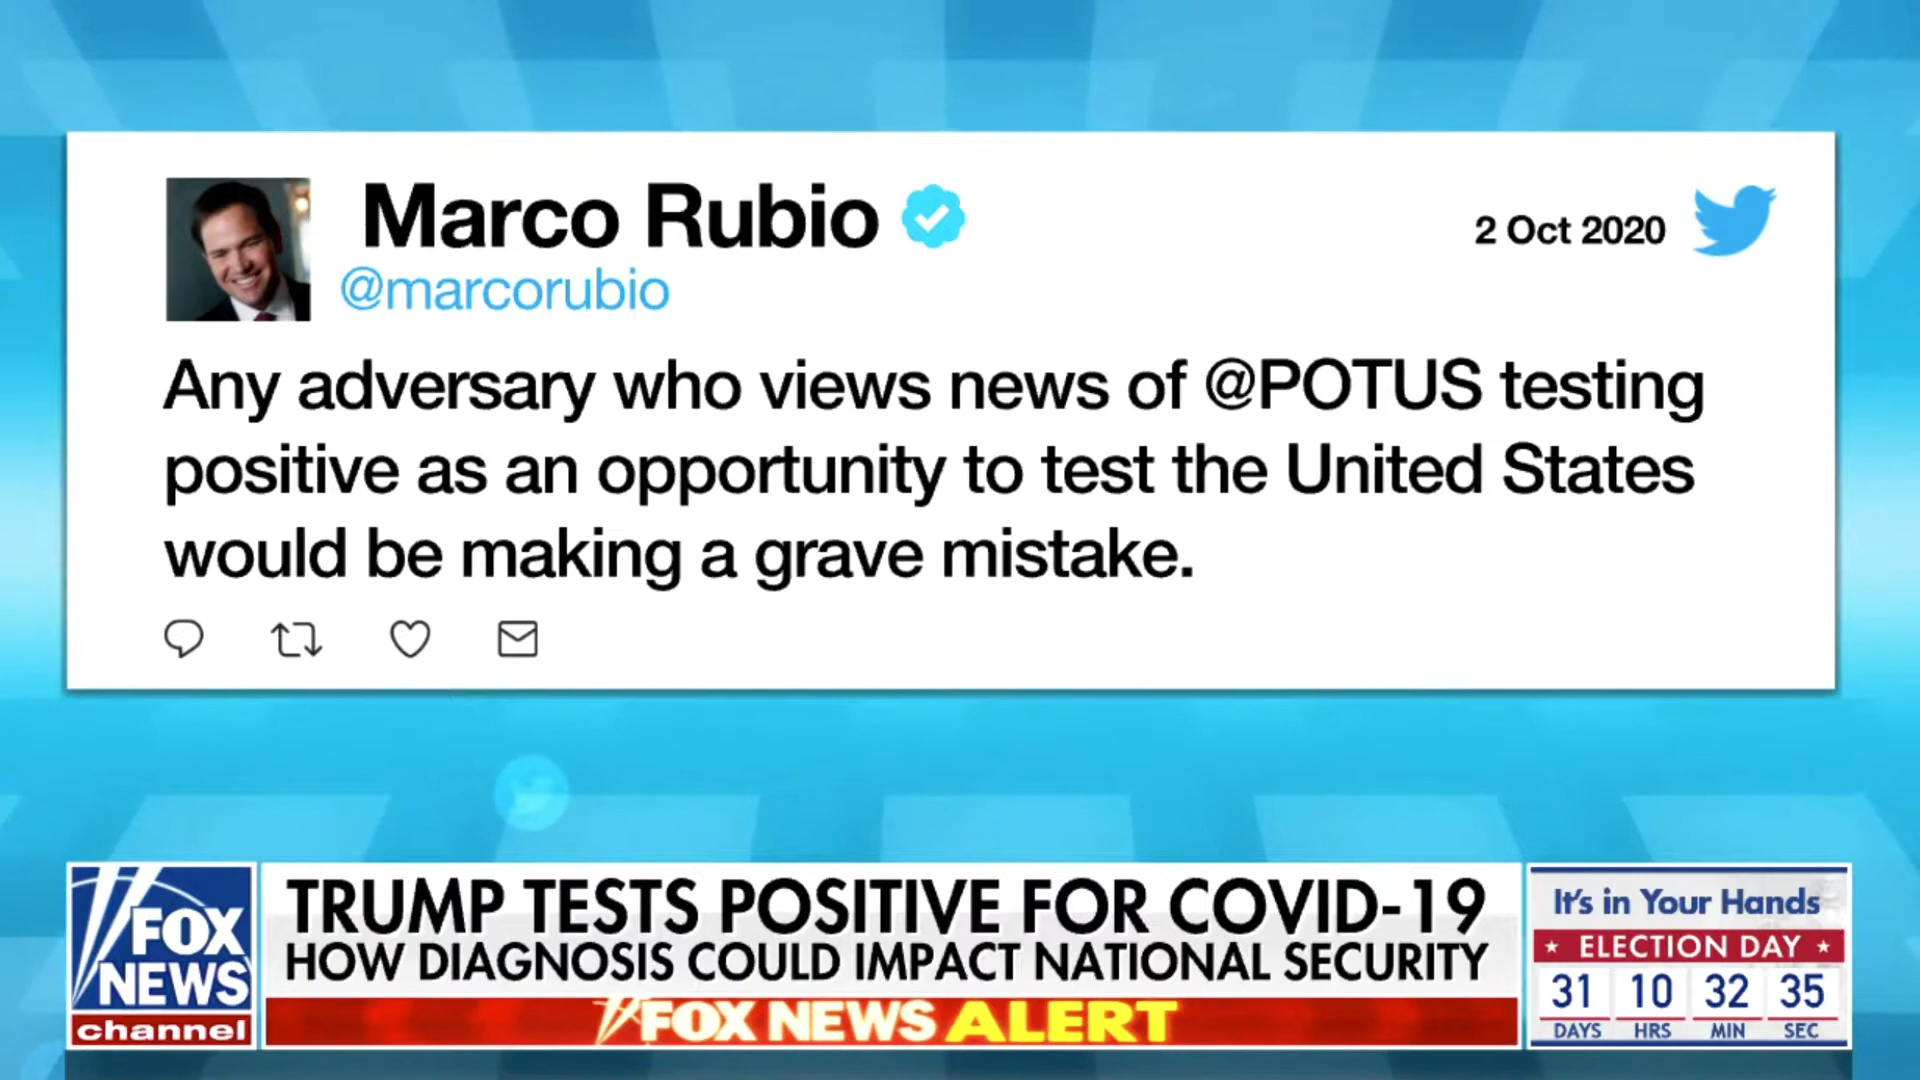 Marco Rubio
2 Oct 2020
@marcorubio
Any adversary who views news of @POTUS testing
positive as an opportunity to test the United States
would be making a grave mistake.
FOX
NEWS
channel
TRUMP TESTS POSITIVE FOR COVID-19
HOW DIAGNOSIS COULD IMPACT NATIONAL SECURITY
FOX NEWS ALERT
It's in Your Hands
ELECTION DAY
31 10 32 35
DAYS HRS MIN SEC